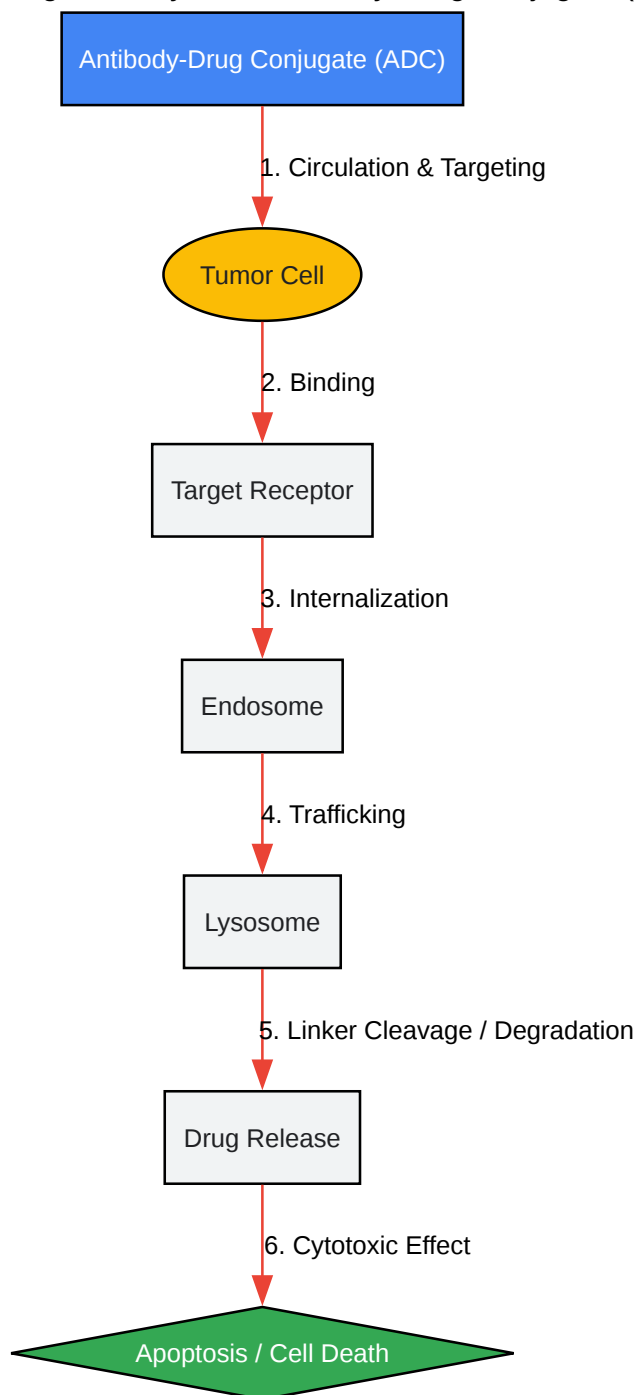 Antibody-Drug Conjugate (ADC)
1. Circulation & Targeting
Tumor Cell
2. Binding
Target Receptor
3. Internalization
Endosome
4. Trafficking
Lysosome
5. Linker Cleavage / Degradation
Drug Release
6. Cytotoxic Effect
Apoptosis / Cell Death